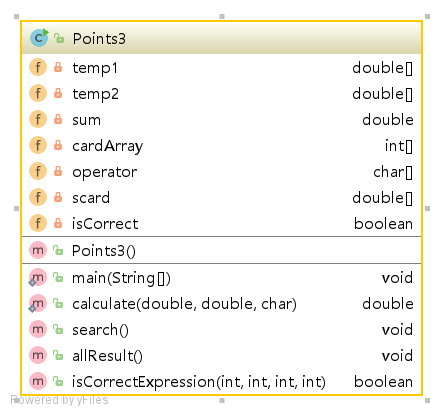 Points3
temp1 double[]
temp2 double[]
sum double
cardArray int[]
operator char[]
scard double[]
isCorrect boolean
Points3()
main(String[]) void
calculate(double, double, char) double
search() void
allResult() void
isCorrectExpression(int, int, int, int) boolean
Powered by yFiles